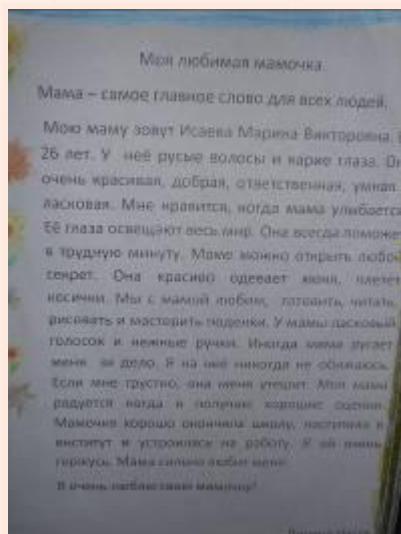 Моя любимая мамочка.
Мама – самое главное слово для всех людей.
Мою маму зовут Исаева Марина Викторовна.
26 лет. У неё русые волосы и карие глаза. Он
очень красивая, добрая, ответственная, умная
ласковая. Мне нравится, когда мама улыбается
Её глаза освещают весь мир. Она всегда поможе
в трудную минуту. Маме можно открыть любо
секрет. Она красиво одевает меня, плетет
косички. Мы с мамой любим, готовить, читать,
рисовать и мастерить поделки. У мамы ласковый
голосок и нежные ручки. Иногда мама ругает
меня за дело. Я на неё никогда не обижаюсь.
Если мне грустно, она меня утешит. Моя мама
радуется когда я получаю хорошие оценки.
Мамочка хорошо окончила школу, поступила в
институт и устроилась на работу. Я ей очень
горжусь. Мама сильно любит меня.
Я очень люблю свою мамочку!